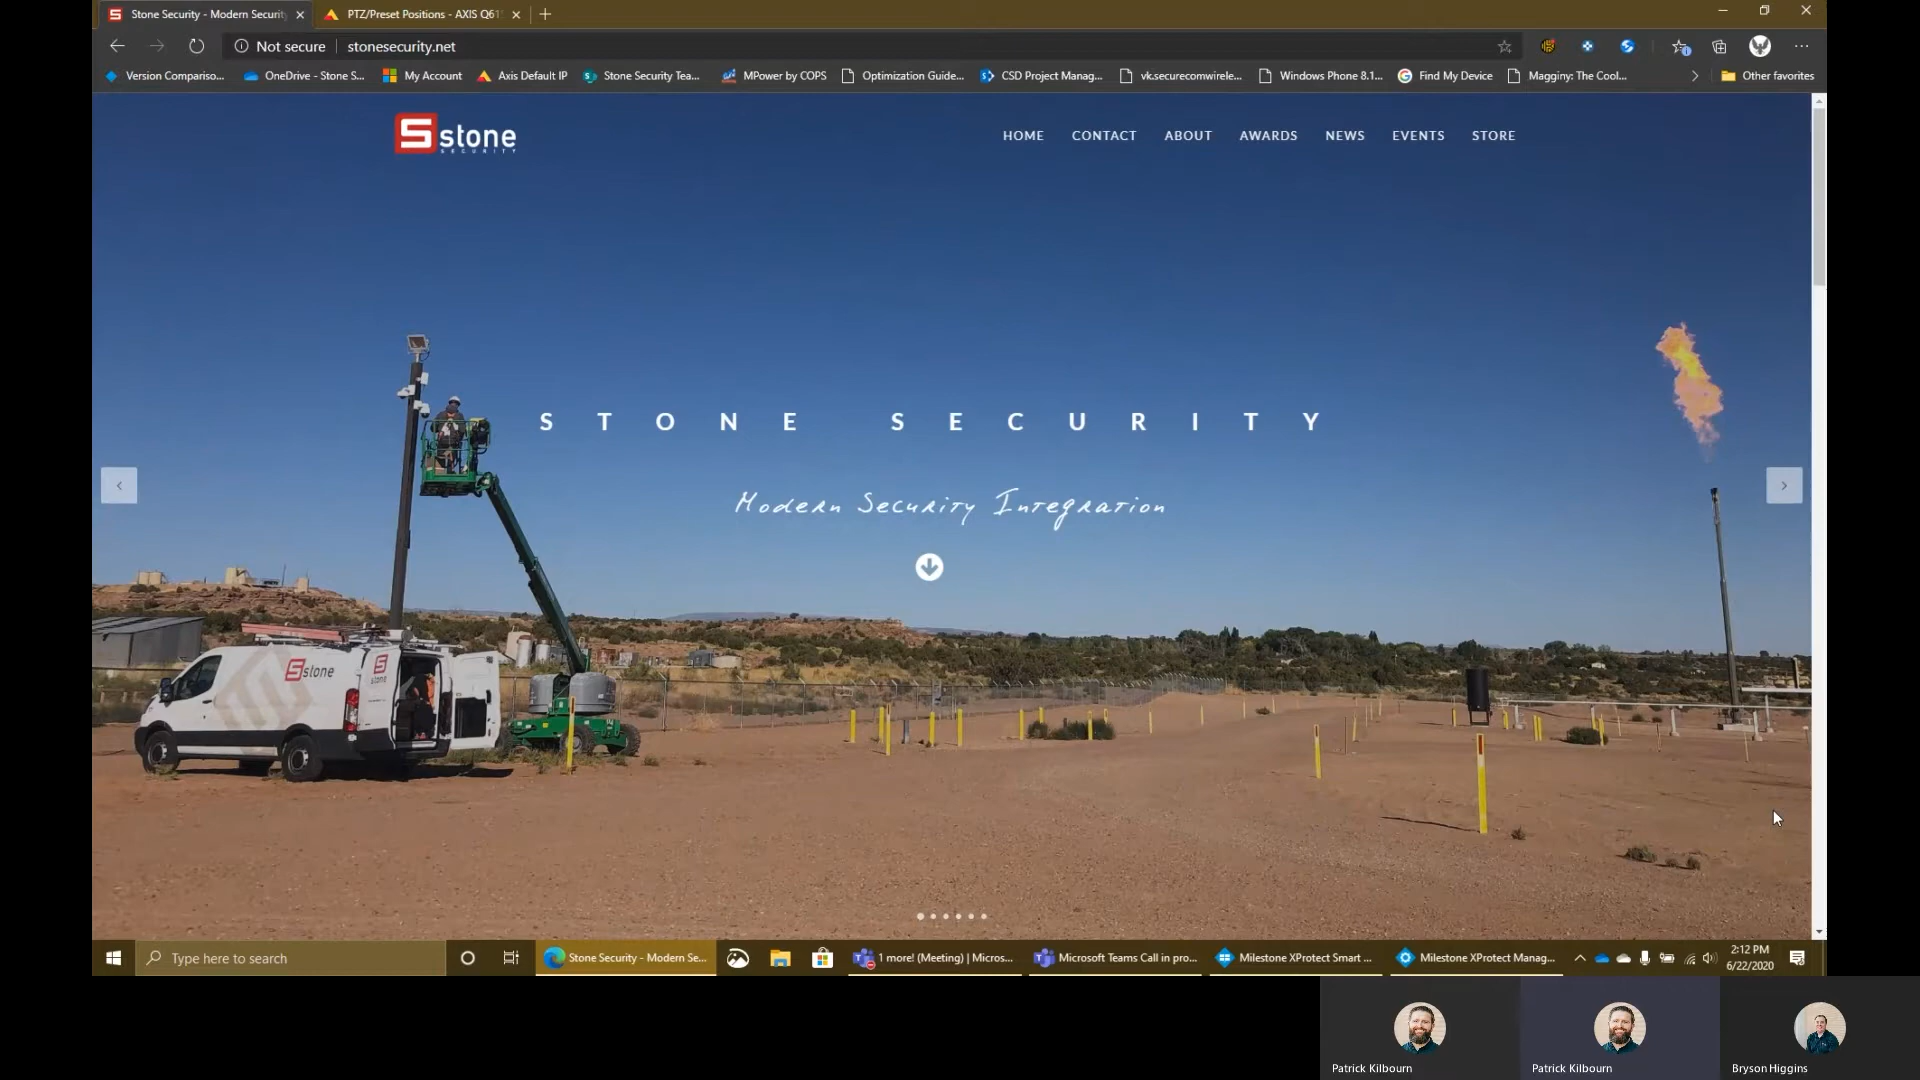 Stone Security - Modern Securit
PTZ/Preset Positions - AXIS Q61
Not secure
stonesecurity.net
Version Compariso...
OneDrive - Stone S...
My Account
Axis Default IP
Stone Security Tea...
MPower by COPS
Optimization Guide...
CSD Project Manag...
vk.securecomwirele...
Windows Phone 8.1...
Find My Device
Magginy: The Cool...
Other favorites
S stone
SECURITY
HOME
CONTACT
ABOUT
AWARDS
NEWS
EVENTS
STORE
STONE SECURITY
Modern Security Integration
S stone
S
stone
Type here to search
Stone Security - Modern Se...
1 more! (Meeting) | Micros...
Microsoft Teams Call in pro...
Milestone XProtect Smart ...
Milestone XProtect Manag...
2:12 PM
6/22/2020
Patrick Kilbourn
Patrick Kilbourn
Bryson Higgins